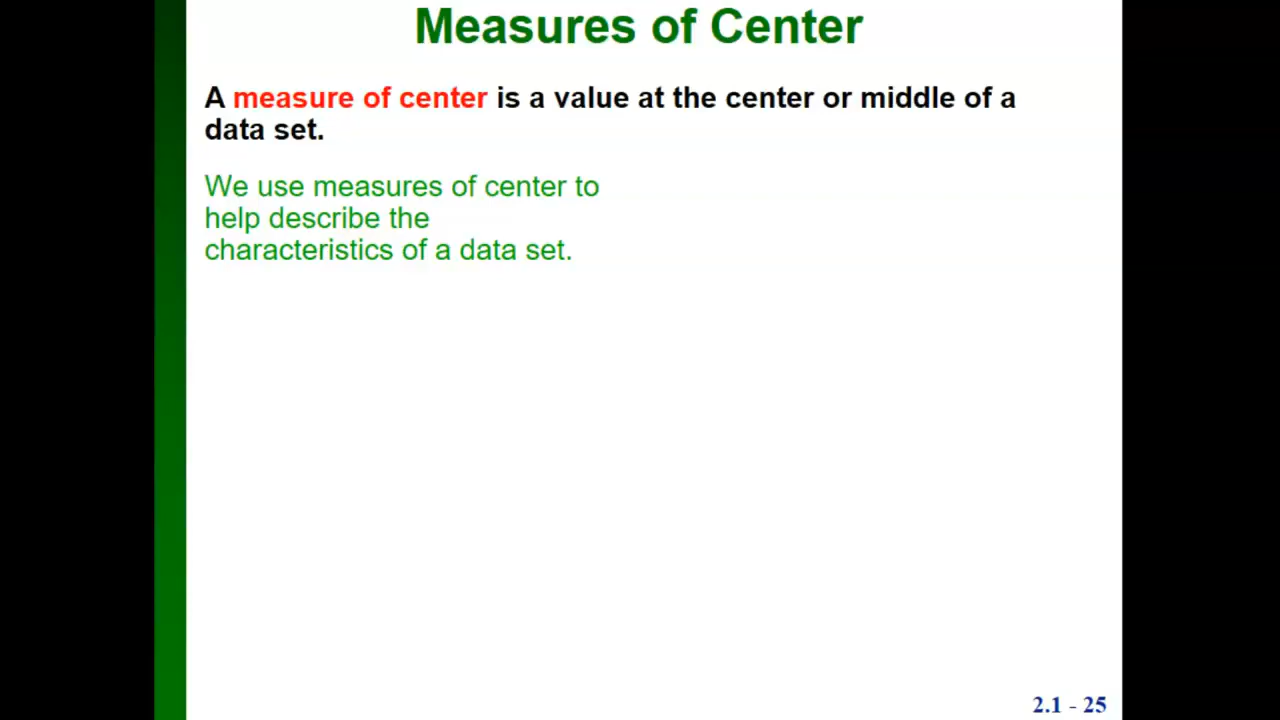 Measures of Center
A measure of center is a value at the center or middle of a
data set.
We use measures of center to
help describe the
characteristics of a data set.
2.1 - 25